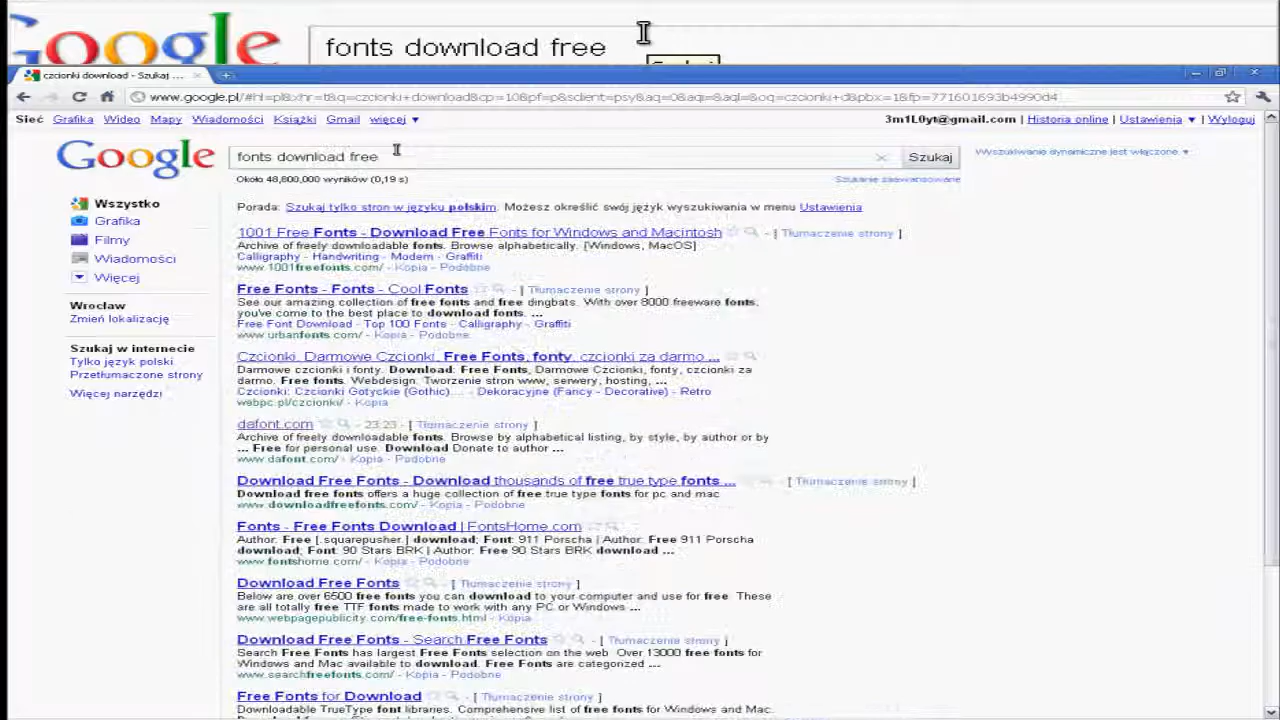 Google fonts download free
czcionki download - Szukaj ...
www.google.pl/#hl=pl&xhr=t&q=czcionki+download&cp=10&pf=p&sclient=psy&aq=0&aqi=&aql=&oq=czcionki+d&pbx=1&fp=771601693b4990d4
Sieć Grafika Wideo Mapy Wiadomości Książki Gmail więcej ▼ 3m1L0yt@gmail.com | Historia online | Ustawienia ▼ | Wyloguj
Google fonts download free × Szukaj Wyszukiwanie dynamiczne jest włączone ▼
Około 48,800,000 wyników (0,19 s) Szukanie zaawansowane
Wszystko
Grafika
Filmy
Wiadomości
Więcej
Wrocław
Zmień lokalizację
Szukaj w internecie
Tylko język polski
Przetłumaczone strony
Więcej narzędzi
Porada: Szukaj tylko stron w języku polskim. Możesz określić swój język wyszukiwania w menu Ustawienia
1001 Free Fonts - Download Free Fonts for Windows and Macintosh - [ Tłumaczenie strony ]
Archive of freely downloadable fonts. Browse alphabetically. [Windows, MacOS]
Calligraphy - Handwriting - Modern - Graffiti
www.1001freefonts.com/ - Kopia - Podobne
Free Fonts - Fonts - Cool Fonts - [ Tłumaczenie strony ]
See our amazing collection of free fonts and free dingbats. With over 8000 freeware fonts,
you've come to the best place to download fonts. ...
Free Font Download - Top 100 Fonts - Calligraphy - Graffiti
www.urbanfonts.com/ - Kopia - Podobne
Czcionki, Darmowe Czcionki, Free Fonts, fonty, czcionki za darmo ...
Darmowe czcionki i fonty. Download: Free Fonts, Darmowe Czcionki, fonty, czcionki za
darmo. Free fonts. Webdesign. Tworzenie stron www, serwery, hosting, ...
Czcionki: Czcionki Gotyckie (Gothic)... - Dekoracyjne (Fancy - Decorative) - Retro
webpc.pl/czcionki/ - Kopia
dafont.com - 23:23 - [ Tłumaczenie strony ]
Archive of freely downloadable fonts. Browse by alphabetical listing, by style, by author or by
... Free for personal use. Download Donate to author ...
www.dafont.com/ - Kopia - Podobne
Download Free Fonts - Download thousands of free true type fonts ... - [ Tłumaczenie strony ]
Download free fonts offers a huge collection of free true type fonts for pc and mac
www.downloadfreefonts.com/ - Kopia - Podobne
Fonts - Free Fonts Download | FontsHome.com
Author: Free [.squarepusher.] download; Font: 911 Porscha | Author: Free 911 Porscha
download; Font: 90 Stars BRK | Author: Free 90 Stars BRK download ...
www.fontshome.com/ - Kopia - Podobne
Download Free Fonts - [ Tłumaczenie strony ]
Below are over 6500 free fonts you can download to your computer and use for free. These
are all totally free TTF fonts made to work with any PC or Windows ...
www.webpagepublicity.com/free-fonts.html - Kopia
Download Free Fonts - Search Free Fonts - [ Tłumaczenie strony ]
Search Free Fonts has largest Free Fonts selection on the web. Over 13000 free fonts for
Windows and Mac available to download. Free Fonts are categorized ...
www.searchfreefonts.com/ - Kopia - Podobne
Free Fonts for Download - [ Tłumaczenie strony ]
Downloadable TrueType font libraries. Comprehensive list of free fonts for Windows and Mac.